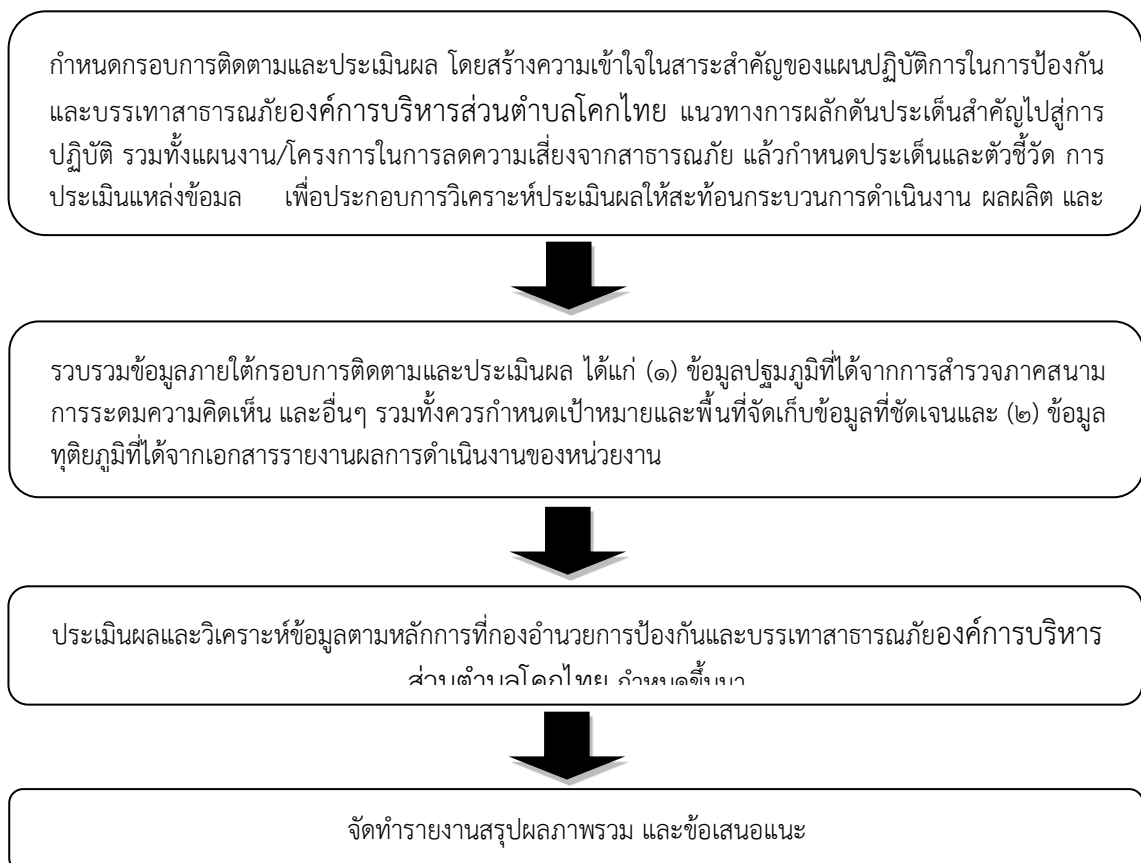 กำหนดกรอบการติดตามและประเมินผล โดยสร้างความเข้าใจในสาระสำคัญของแผนปฏิบัติการในการป้องกัน
และบรรเทาสาธารณภัยองค์การบริหารส่วนตำบลโคกไทย แนวทางการผลักดันประเด็นสำคัญไปสู่การ
ปฏิบัติ รวมทั้งแผนงาน/โครงการในการลดความเสี่ยงจากสาธารณภัย แล้วกำหนดประเด็นและตัวชี้วัด การ
ประเมินแหล่งข้อมูล เพื่อประกอบการวิเคราะห์ประเมินผลให้สะท้อนกระบวนการดำเนินงาน ผลผลิต และ
รวบรวมข้อมูลภายใต้กรอบการติดตามและประเมินผล ได้แก่ (๑) ข้อมูลปฐมภูมิที่ได้จากการสำรวจภาคสนาม
การระดมความคิดเห็น และอื่นๆ รวมทั้งควรกำหนดเป้าหมายและพื้นที่จัดเก็บข้อมูลที่ชัดเจนและ (๒) ข้อมูล
ทุติยภูมิที่ได้จากเอกสารรายงานผลการดำเนินงานของหน่วยงาน
ประเมินผลและวิเคราะห์ข้อมูลตามหลักการที่กองอำนวยการป้องกันและบรรเทาสาธารณภัยองค์การบริหาร
ส่วนตำบลโคกไทย กำหนดขึ้นมา
จัดทำรายงานสรุปผลภาพรวม และข้อเสนอแนะ